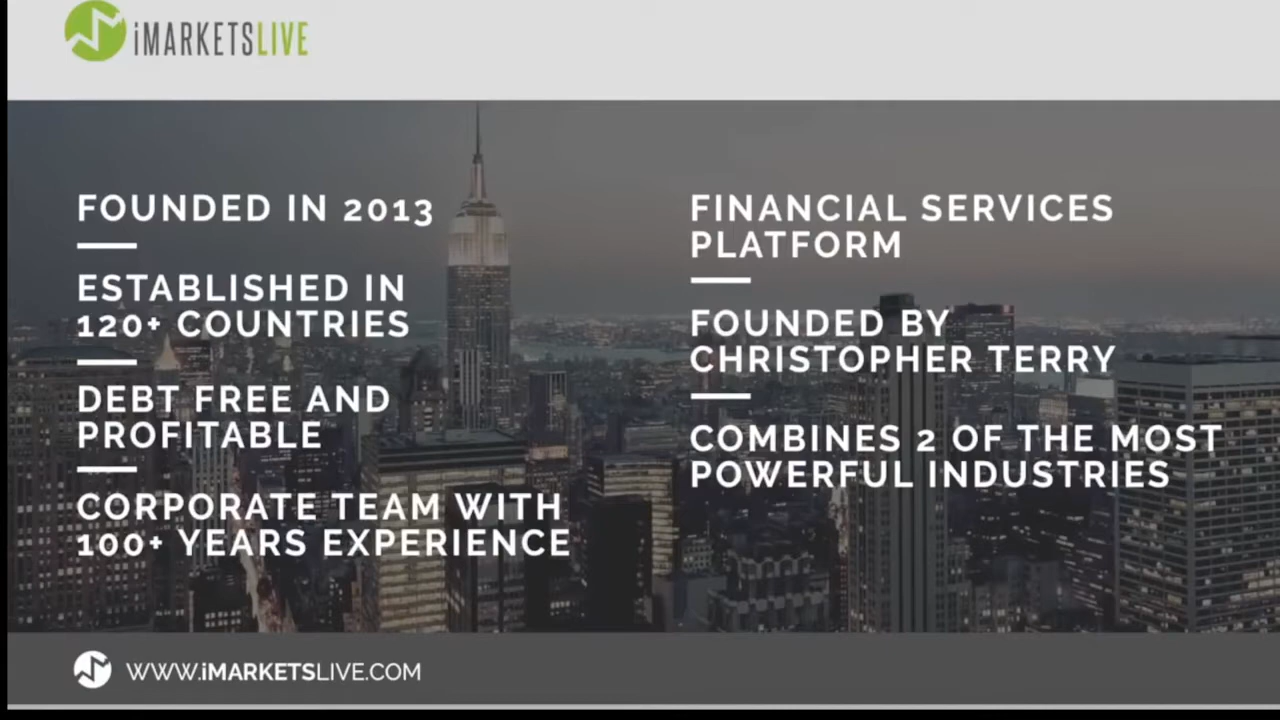 iMARKETSLIVE
FOUNDED IN 2013
ESTABLISHED IN
120+ COUNTRIES
DEBT FREE AND
PROFITABLE
CORPORATE TEAM WITH
100+ YEARS EXPERIENCE
FINANCIAL SERVICES
PLATFORM
FOUNDED BY
CHRISTOPHER TERRY
COMBINES 2 OF THE MOST
POWERFUL INDUSTRIES
WWW.iMARKETSLIVE.COM